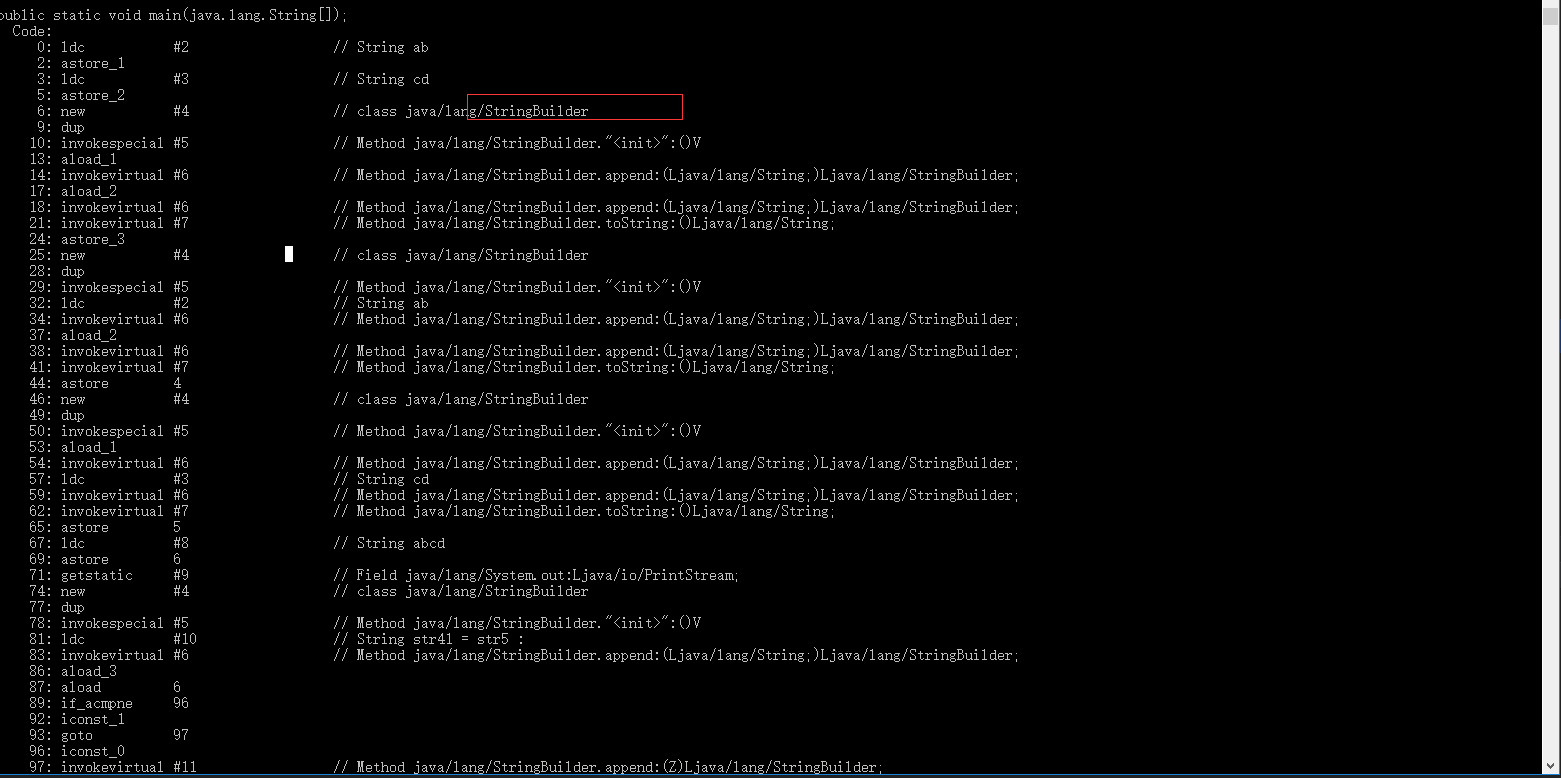 public static void main(java.lang.String[]);
Code:
0: ldc #2 // String ab
2: astore_1
3: ldc #3 // String cd
5: astore_2
6: new #4 // class java/lang/StringBuilder
9: dup
10: invokespecial #5 // Method java/lang/StringBuilder."<init>":()V
13: aload_1
14: invokevirtual #6 // Method java/lang/StringBuilder.append:(Ljava/lang/String;)Ljava/lang/StringBuilder;
17: aload_2
18: invokevirtual #6 // Method java/lang/StringBuilder.append:(Ljava/lang/String;)Ljava/lang/StringBuilder;
21: invokevirtual #7 // Method java/lang/StringBuilder.toString:()Ljava/lang/String;
24: astore_3
25: new #4 // class java/lang/StringBuilder
28: dup
29: invokespecial #5 // Method java/lang/StringBuilder."<init>":()V
32: ldc #2 // String ab
34: invokevirtual #6 // Method java/lang/StringBuilder.append:(Ljava/lang/String;)Ljava/lang/StringBuilder;
37: aload_2
38: invokevirtual #6 // Method java/lang/StringBuilder.append:(Ljava/lang/String;)Ljava/lang/StringBuilder;
41: invokevirtual #7 // Method java/lang/StringBuilder.toString:()Ljava/lang/String;
44: astore 4
46: new #4 // class java/lang/StringBuilder
49: dup
50: invokespecial #5 // Method java/lang/StringBuilder."<init>":()V
53: aload_1
54: invokevirtual #6 // Method java/lang/StringBuilder.append:(Ljava/lang/String;)Ljava/lang/StringBuilder;
57: ldc #3 // String cd
59: invokevirtual #6 // Method java/lang/StringBuilder.append:(Ljava/lang/String;)Ljava/lang/StringBuilder;
62: invokevirtual #7 // Method java/lang/StringBuilder.toString:()Ljava/lang/String;
65: astore 5
67: ldc #8 // String abcd
69: astore 6
71: getstatic #9 // Field java/lang/System.out:Ljava/io/PrintStream;
74: new #4 // class java/lang/StringBuilder
77: dup
78: invokespecial #5 // Method java/lang/StringBuilder."<init>":()V
81: ldc #10 // String str41 = str5 :
83: invokevirtual #6 // Method java/lang/StringBuilder.append:(Ljava/lang/String;)Ljava/lang/StringBuilder;
86: aload_3
87: aload 6
89: if_acmpne 96
92: iconst_1
93: goto 97
96: iconst_0
97: invokevirtual #11 // Method java/lang/StringBuilder.append:(Z)Ljava/lang/StringBuilder;